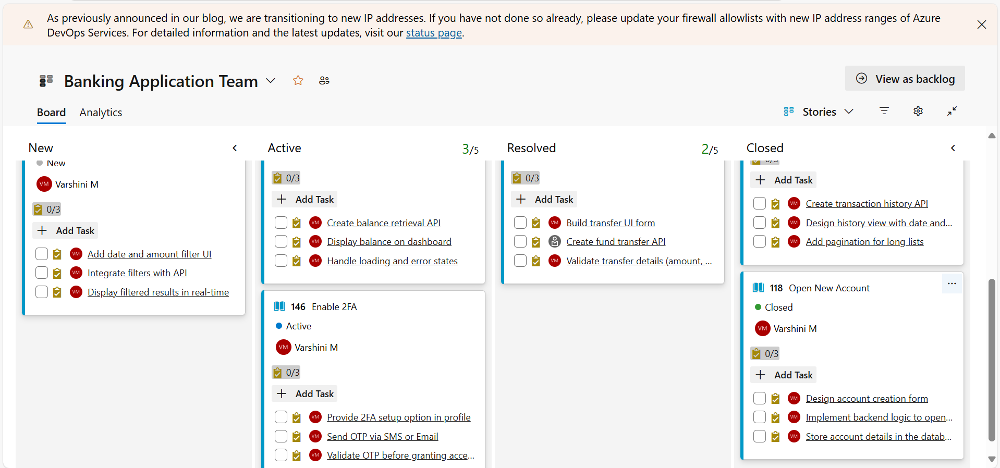 As previously announced in our blog, we are transitioning to new IP addresses. If you have not done so already, please update your firewall allowlists with new IP address ranges of Azure
DevOps Services. For detailed information and the latest updates, visit our status page.
Banking Application Team
View as backlog
Board
Analytics
Stories
New
New
VM Varshini M
0/3
Add Task
VM Add date and amount filter UI
VM Integrate filters with API
VM Display filtered results in real-time
Active
3/5
0/3
Add Task
VM Create balance retrieval API
VM Display balance on dashboard
VM Handle loading and error states
146 Enable 2FA
Active
VM Varshini M
0/3
Add Task
VM Provide 2FA setup option in profile
VM Send OTP via SMS or Email
VM Validate OTP before granting acce...
Resolved
2/5
0/3
Add Task
VM Build transfer UI form
Create fund transfer API
VM Validate transfer details (amount, ...
Closed
Add Task
VM Create transaction history API
VM Design history view with date and...
VM Add pagination for long lists
118 Open New Account
Closed
VM Varshini M
0/3
Add Task
VM Design account creation form
VM Implement backend logic to open...
VM Store account details in the datab...